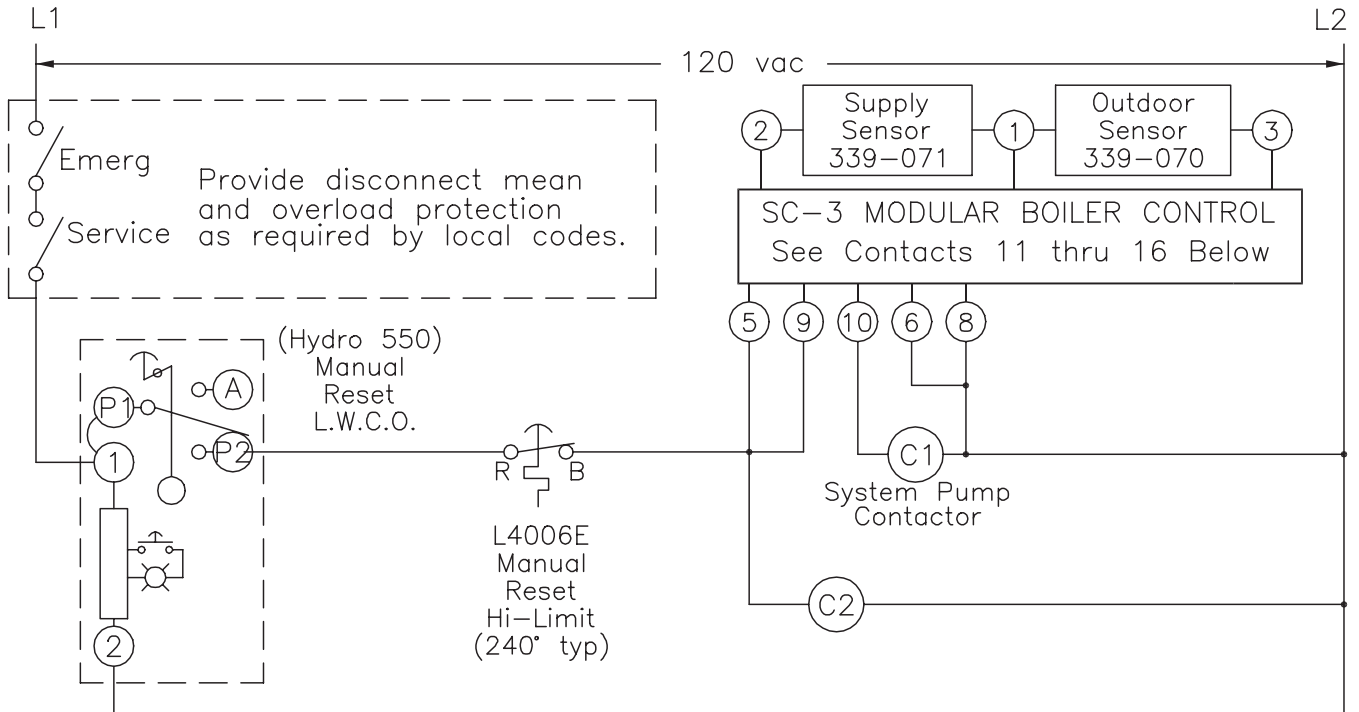 L1
L2
120 vac
Supply
Sensor
339-071
Outdoor
Sensor
339-070
2
1
3
Emerg
Service
Provide disconnect mean
and overload protection
as required by local codes.
SC-3 MODULAR BOILER CONTROL
See Contacts 11 thru 16 Below
5
9
10
6
8
(Hydro 550)
Manual
Reset
L.W.C.O.
A
P1
P2
1
R
B
C1
System Pump
Contactor
L4006E
Manual
Reset
Hi-Limit
(240° typ)
C2
2